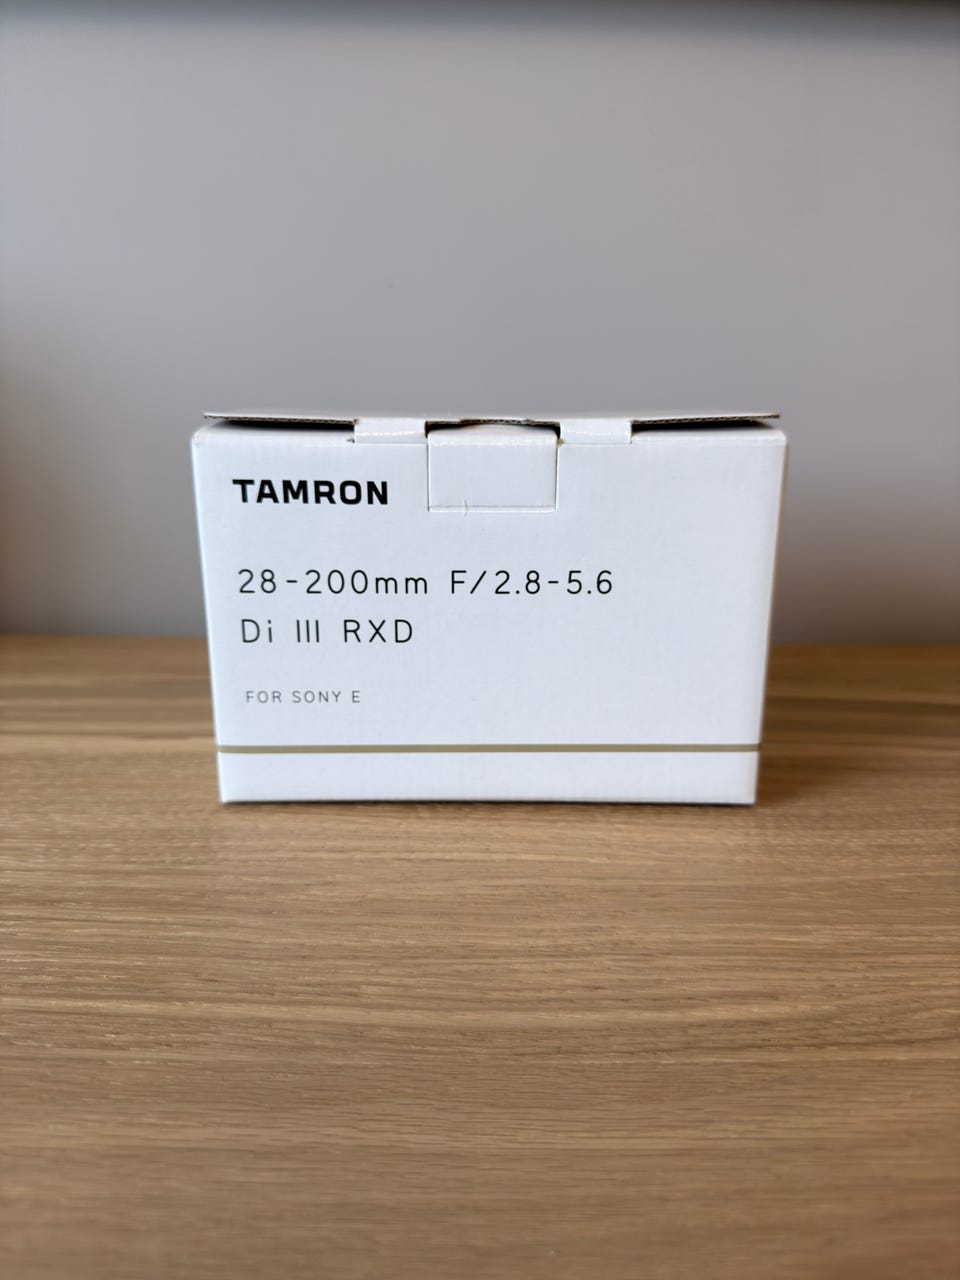 TAMRON
28-200mm F/2.8-5.6
Di III RXD
FOR SONY E